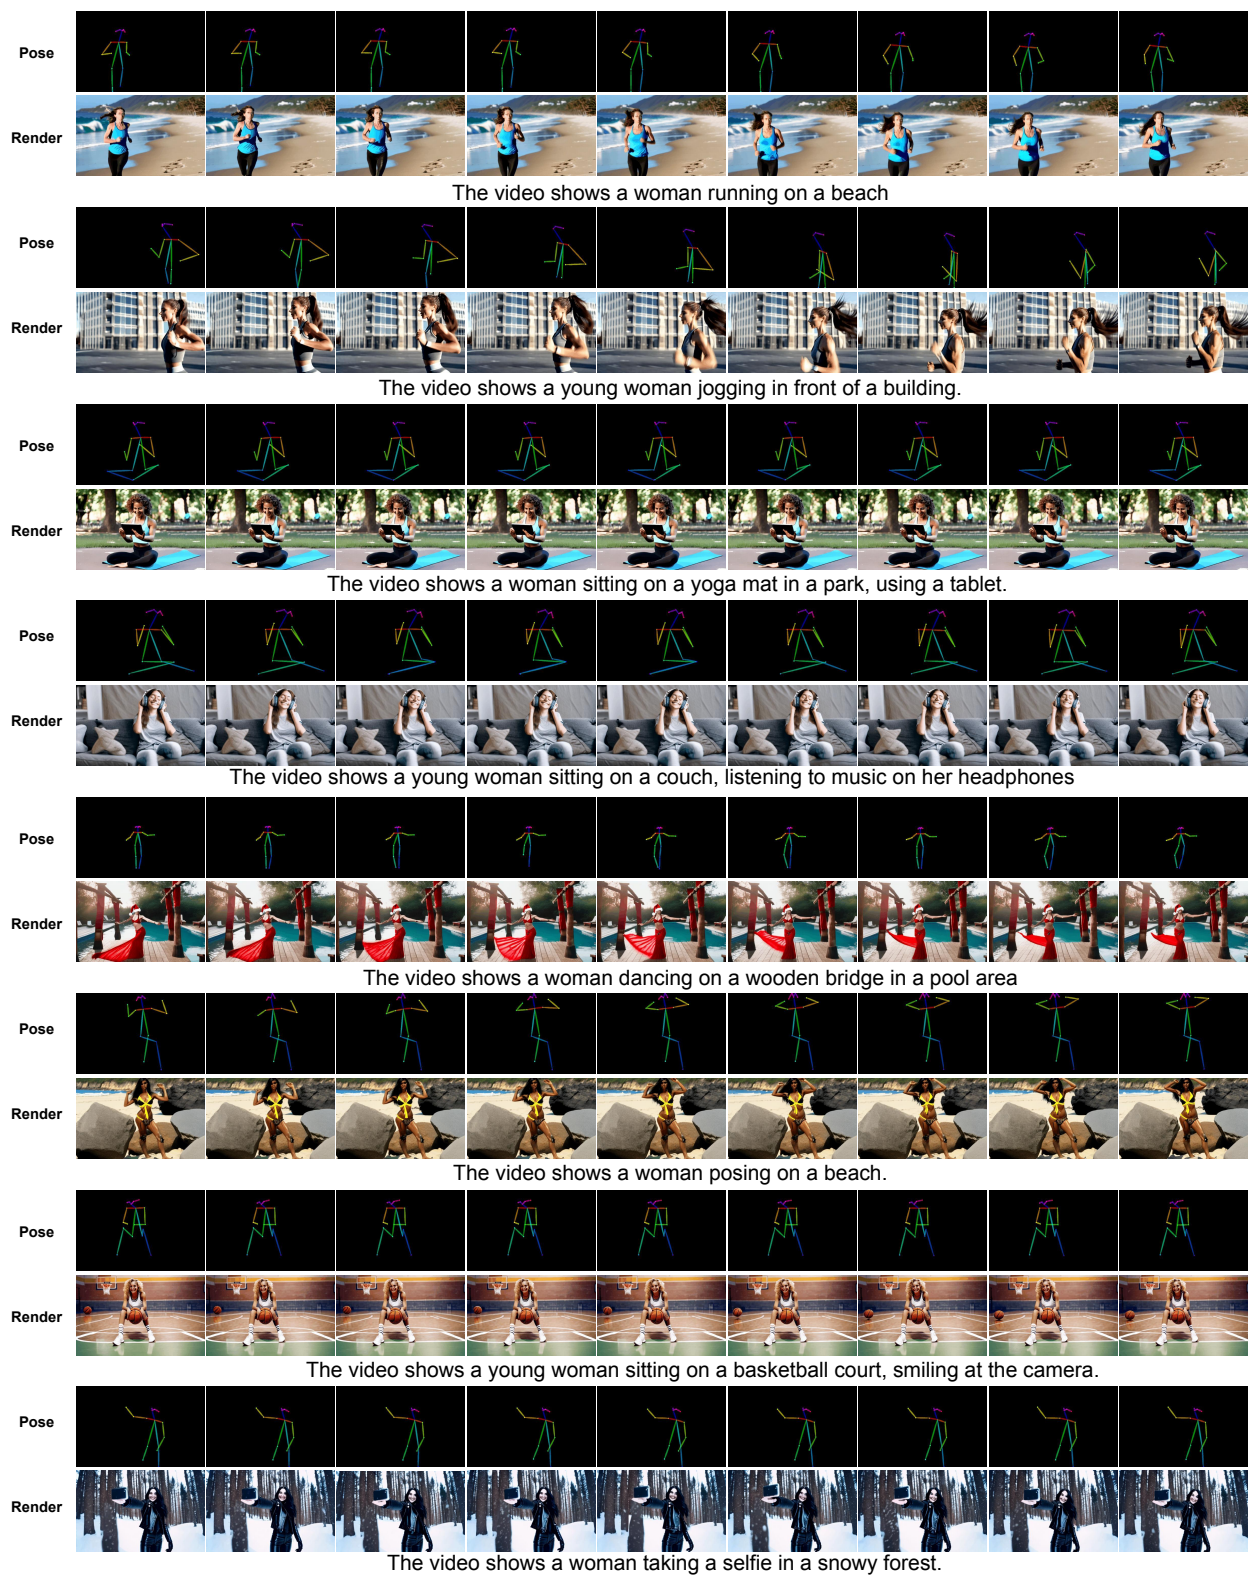 Pose
Render
The video shows a woman running on a beach
Pose
Render
The video shows a young woman jogging in front of a building.
Pose
Render
The video shows a woman sitting on a yoga mat in a park, using a tablet.
Pose
Render
The video shows a young woman sitting on a couch, listening to music on her headphones
Pose
Render
The video shows a woman dancing on a wooden bridge in a pool area
Pose
Render
The video shows a woman posing on a beach.
Pose
Render
The video shows a young woman sitting on a basketball court, smiling at the camera.
Pose
Render
The video shows a woman taking a selfie in a snowy forest.